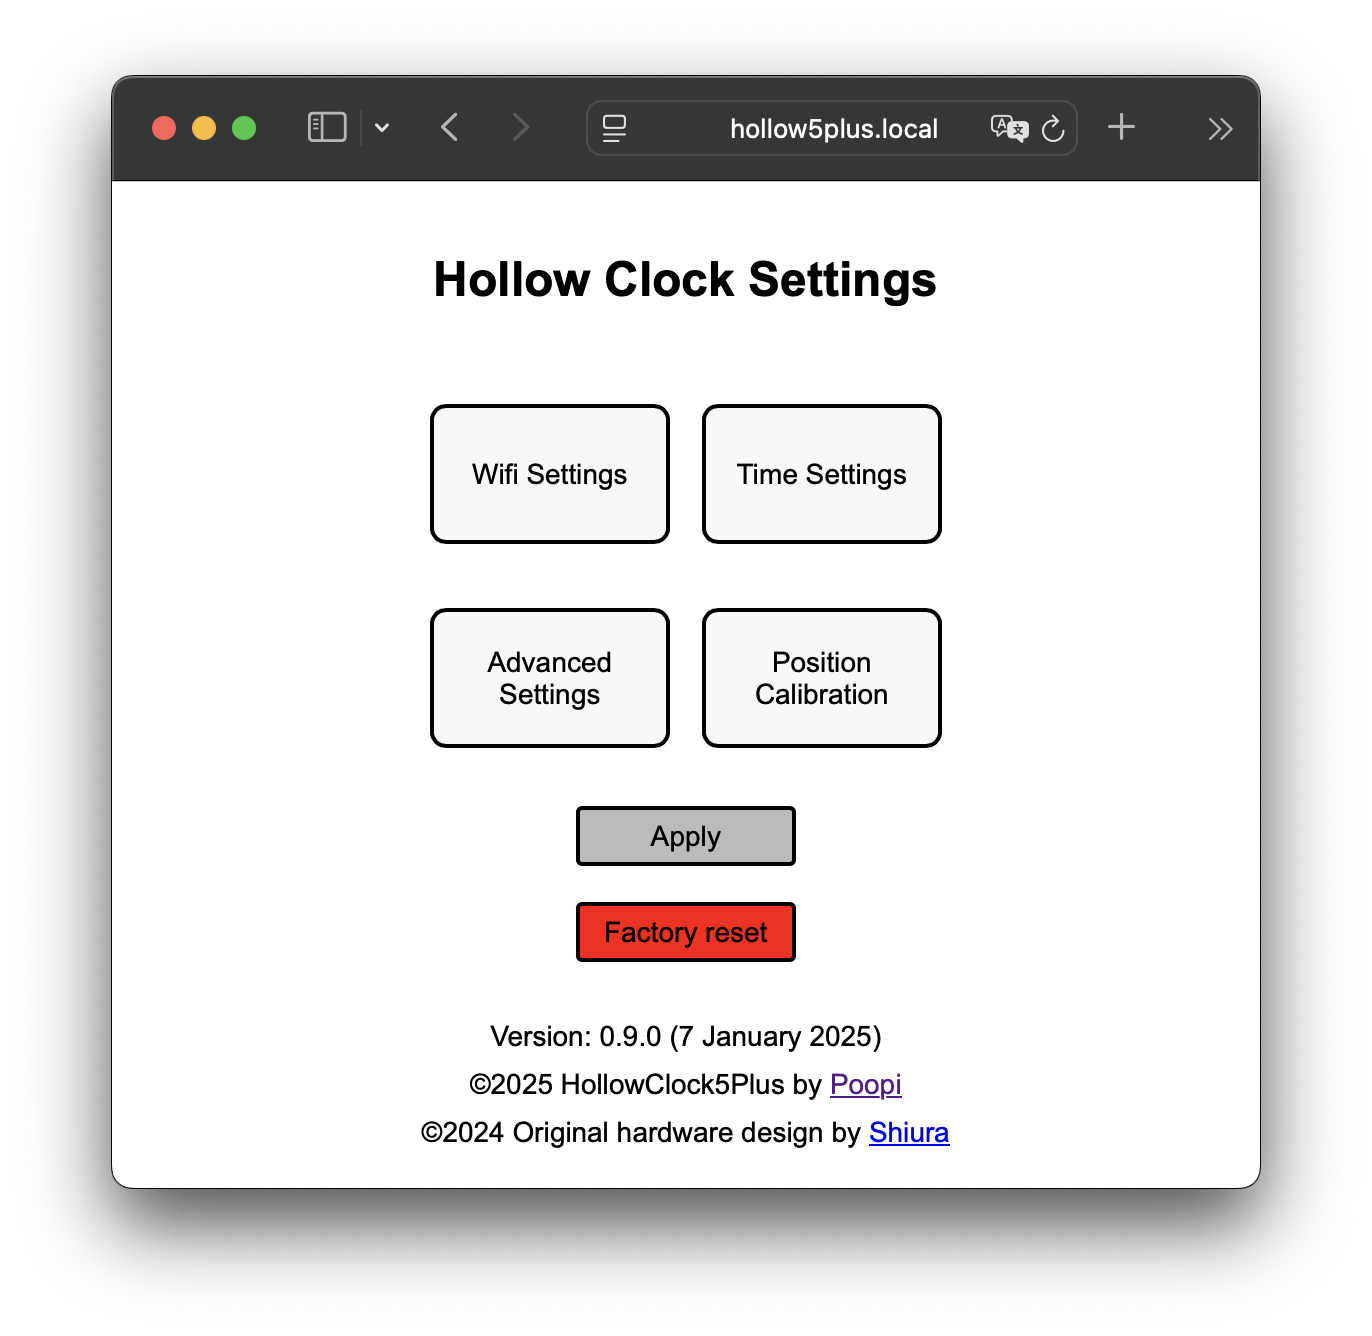 hollow5plus.local
Hollow Clock Settings
Wifi Settings
Time Settings
Advanced
Settings
Position
Calibration
Apply
Factory reset
Version: 0.9.0 (7 January 2025)
©2025 HollowClock5Plus by Poopi
©2024 Original hardware design by Shiura